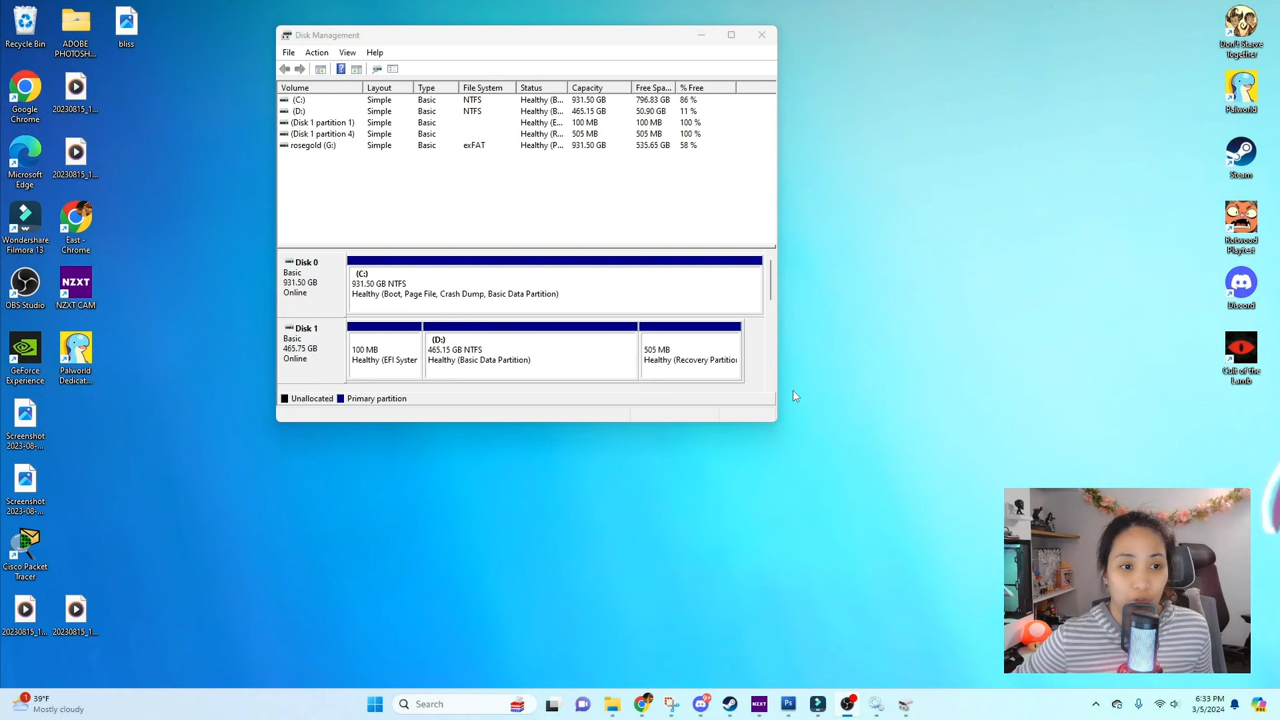 Recycle Bin
ADOBE PHOTOSH...
bliss
Google Chrome
20230815_1...
Microsoft Edge
20230815_1...
Wondershare Filmora 13
East - Chrome
OBS Studio
NZXT
NZXT CAM
GeForce Experience
Palworld Dedicat...
Screenshot 2023-08-...
Screenshot 2023-08-...
Cisco Packet Tracer
20230815_1...
20230815_1...
Disk Management
File Action View Help
Volume Layout Type File System Status Capacity Free Spa... % Free
(C:) Simple Basic NTFS Healthy (B... 931.50 GB 796.83 GB 86 %
(D:) Simple Basic NTFS Healthy (B... 465.15 GB 50.90 GB 11 %
(Disk 1 partition 1) Simple Basic Healthy (E... 100 MB 100 MB 100 %
(Disk 1 partition 4) Simple Basic Healthy (R... 505 MB 505 MB 100 %
rosegold (G:) Simple Basic exFAT Healthy (P... 931.50 GB 535.65 GB 58 %
Disk 0
Basic
931.50 GB
Online
(C:)
931.50 GB NTFS
Healthy (Boot, Page File, Crash Dump, Basic Data Partition)
Disk 1
Basic
465.75 GB
Online
100 MB
Healthy (EFI Syster
(D:)
465.15 GB NTFS
Healthy (Basic Data Partition)
505 MB
Healthy (Recovery Partition
Unallocated Primary partition
Don't Starve Together
Palworld
Steam
Rotwood Playtest
Discord
Cult of the Lamb
1
39°F
Mostly cloudy
Search
9+
NZXT
Ps
6:33 PM
3/5/2024